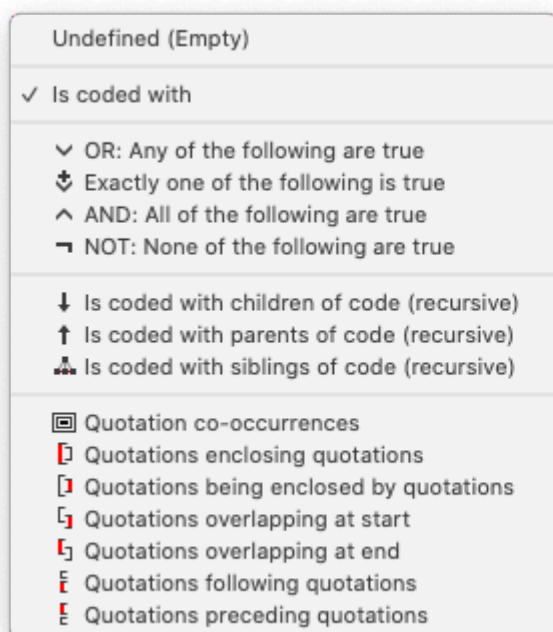 Undefined (Empty)
✓ Is coded with
OR: Any of the following are true
Exactly one of the following is true
AND: All of the following are true
NOT: None of the following are true
Is coded with children of code (recursive)
Is coded with parents of code (recursive)
Is coded with siblings of code (recursive)
Quotation co-occurrences
Quotations enclosing quotations
Quotations being enclosed by quotations
Quotations overlapping at start
Quotations overlapping at end
Quotations following quotations
Quotations preceding quotations